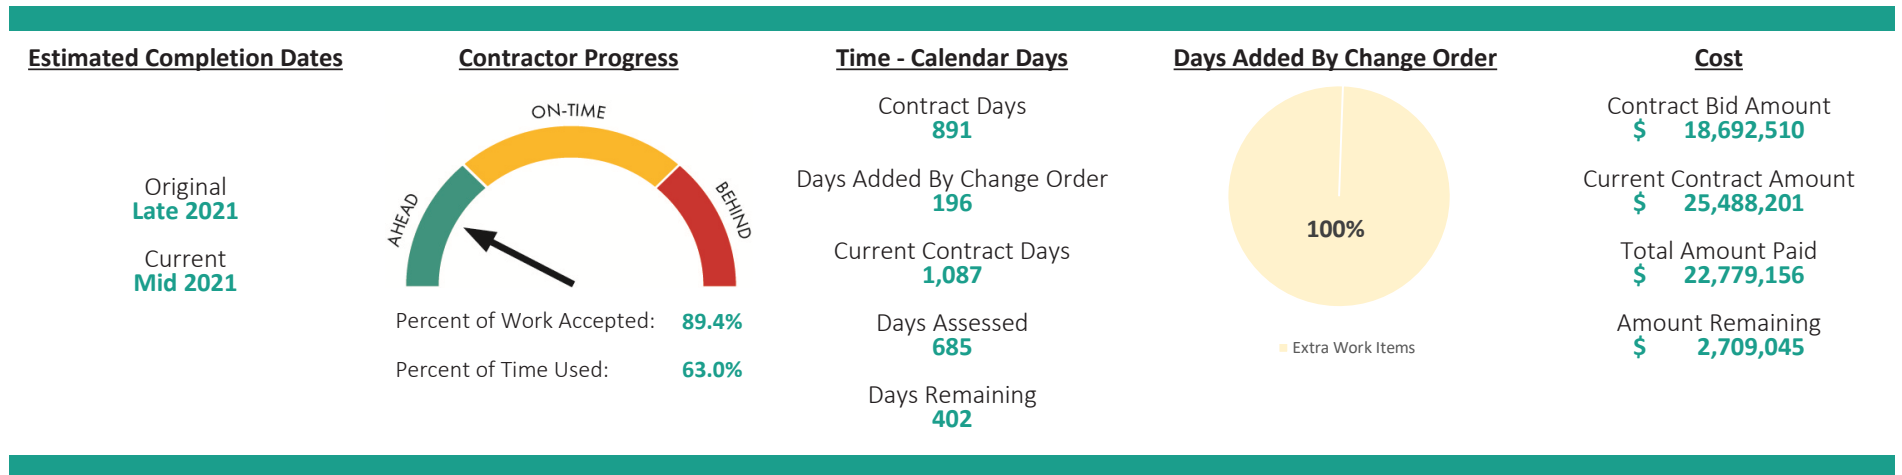 Estimated Completion Dates
Original
Late 2021
Current
Mid 2021
Contractor Progress
ON-TIME
AHEAD
BEHIND
Percent of Work Accepted: 89.4%
Percent of Time Used: 63.0%
Time - Calendar Days
Contract Days
891
Days Added By Change Order
196
Current Contract Days
1,087
Days Assessed
685
Days Remaining
402
Days Added By Change Order
100%
Extra Work Items
Cost
Contract Bid Amount
$ 18,692,510
Current Contract Amount
$ 25,488,201
Total Amount Paid
$ 22,779,156
Amount Remaining
$ 2,709,045